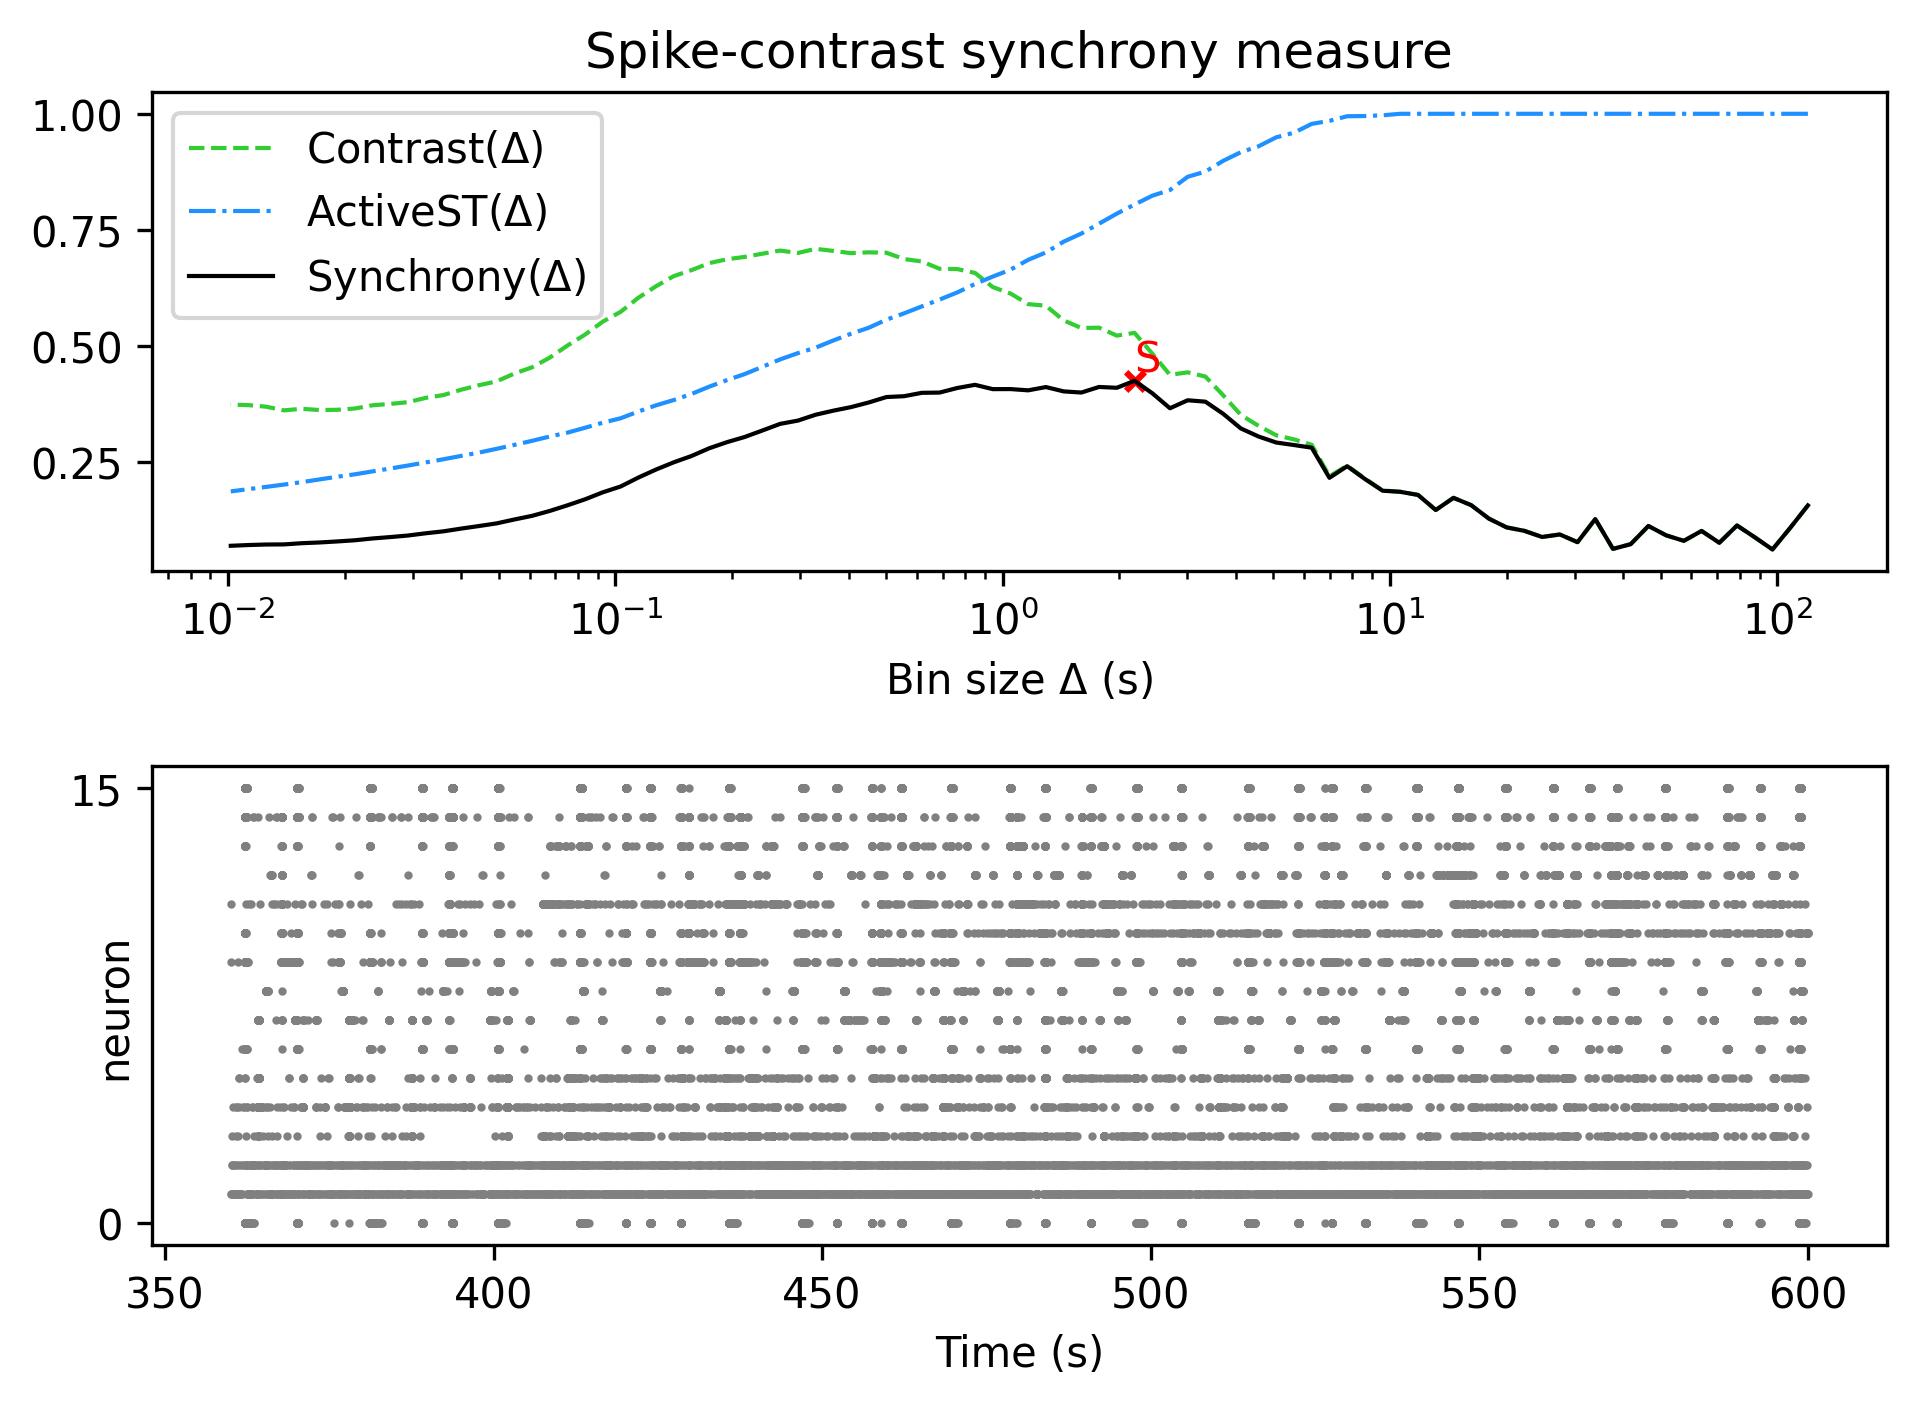 Spike-contrast synchrony measure
1.00
0.75
0.50
0.25
Contrast(Δ)
ActiveST(Δ)
Synchrony(Δ)
S
10⁻² 10⁻¹ 10⁰ 10¹ 10²
Bin size Δ (s)
15
0
neuron
350 400 450 500 550 600
Time (s)